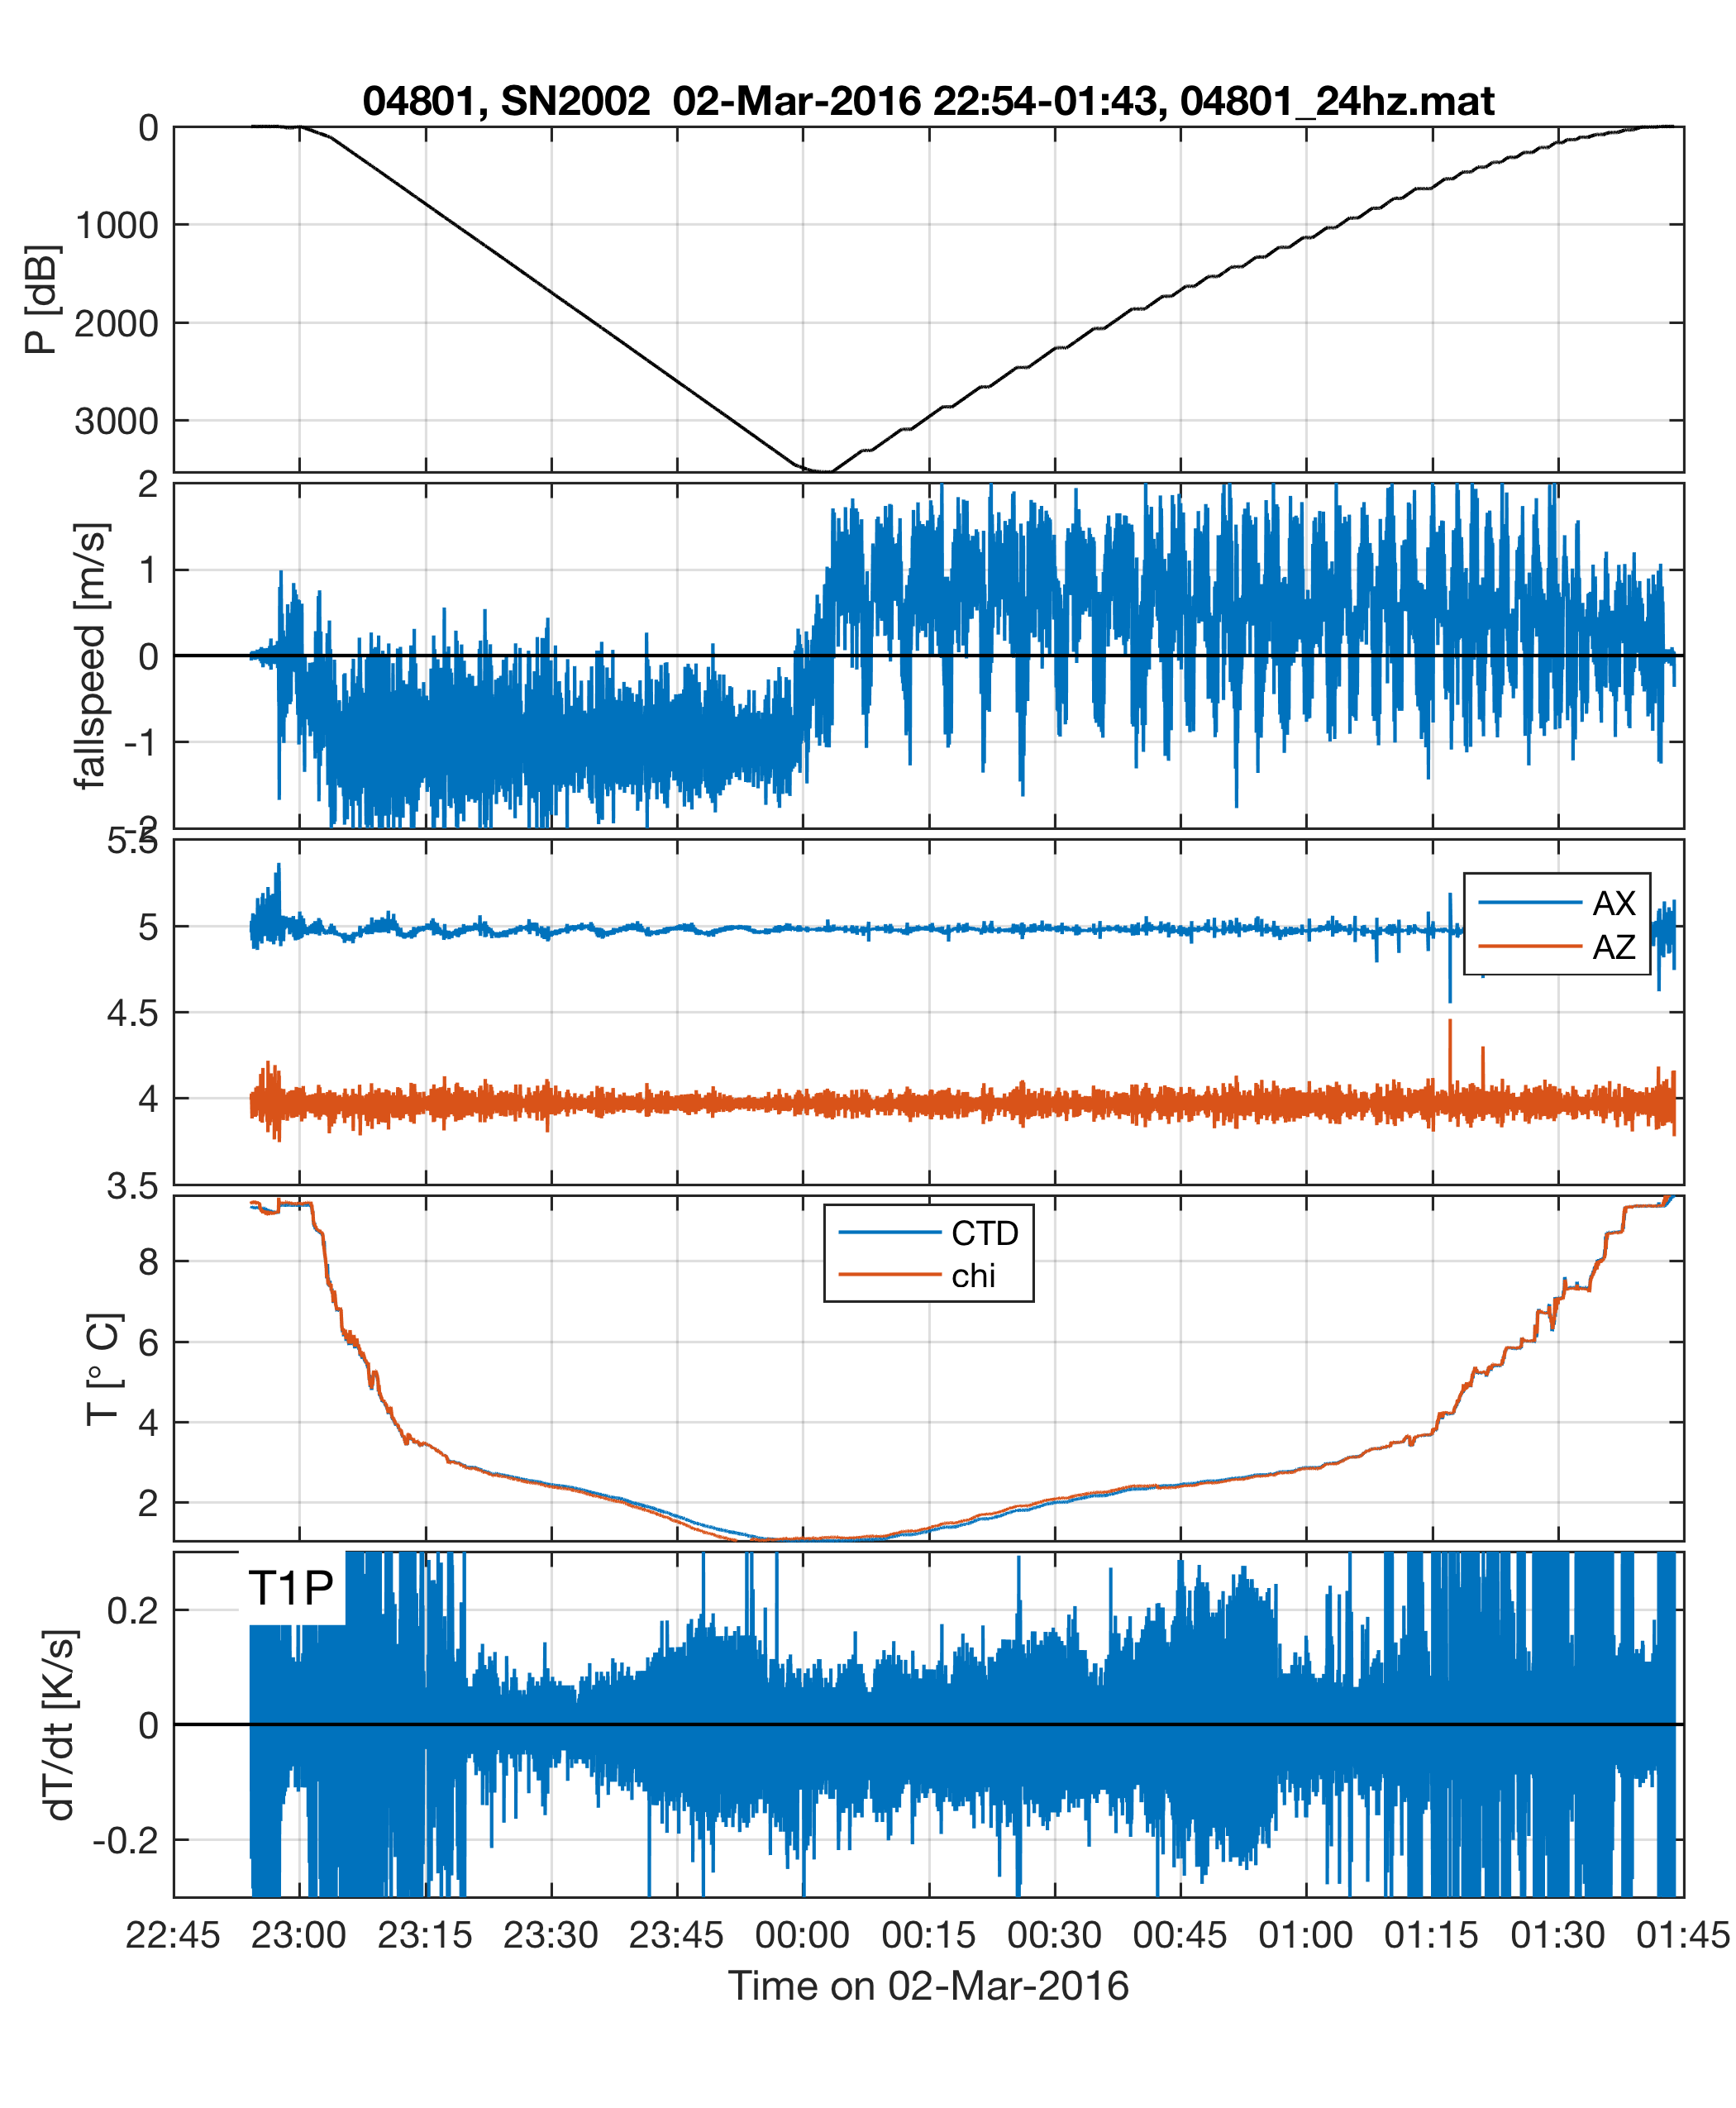 04801, SN2002  02-Mar-2016 22:54-01:43, 04801_24hz.mat
0
1000
2000
3000
P [dB]
2
1
0
-1
-2
fallspeed [m/s]
5.5
5
4.5
4
3.5
AX
AZ
8
6
4
2
T [° C]
CTD
chi
T1P
0.2
0
-0.2
dT/dt [K/s]
22:45 23:00 23:15 23:30 23:45 00:00 00:15 00:30 00:45 01:00 01:15 01:30 01:45
Time on 02-Mar-2016